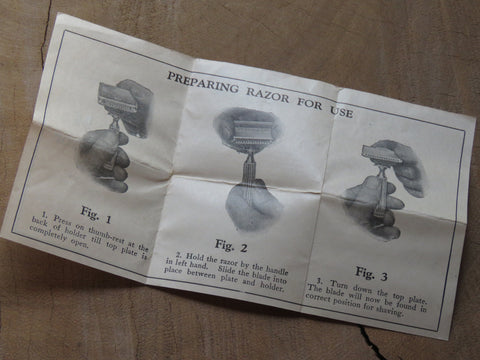 PREPARING RAZOR FOR USE
Fig. 1
1. Press on thumb-rest at the
back of holder till top plate is
completely open.
Fig. 2
2. Hold the razor by the handle
in left hand. Slide the blade into
place between plate and holder.
Fig. 3
3. Turn down the top plate.
The blade will now be found in
correct position for shaving.